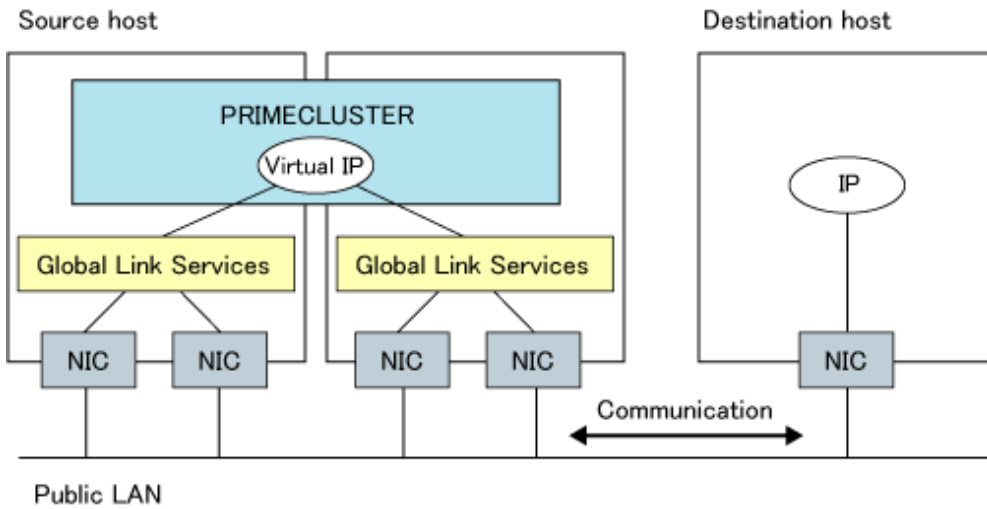 Source host
Destination host
PRIMECLUSTER
Virtual IP
IP
Global Link Services
Global Link Services
NIC
NIC
NIC
NIC
NIC
Communication
Public LAN